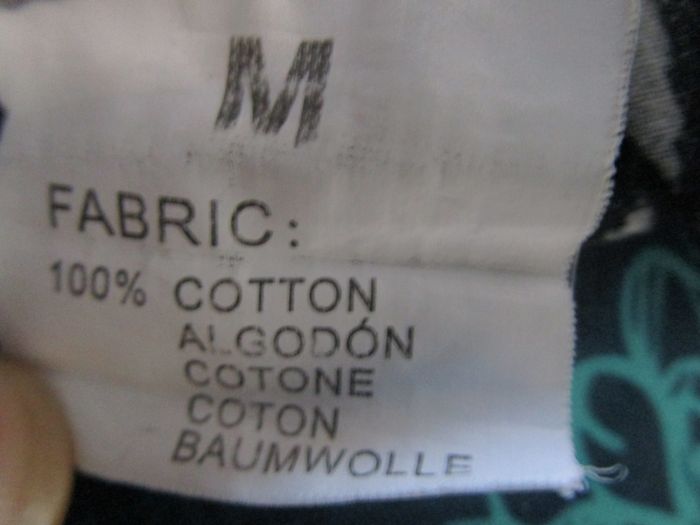 M
FABRIC:
100% COTTON
ALGODÓN
COTONE
COTON
BAUMWOLLE